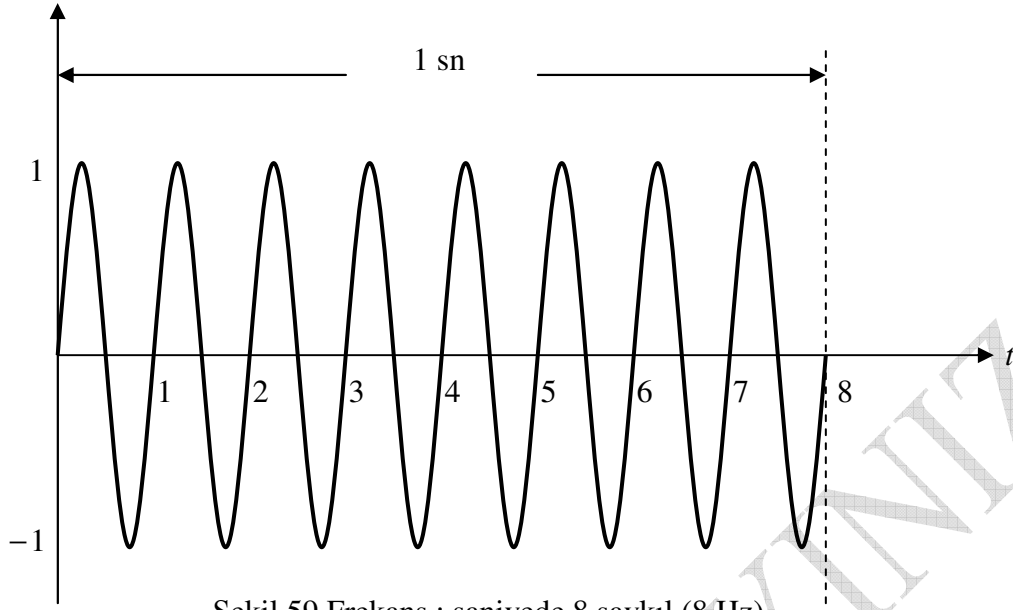 1 sn
1
t
1 2 3 4 5 6 7 8
−1
Şekil 59 Frekans : saniyede 8 saykıl (8 Hz)